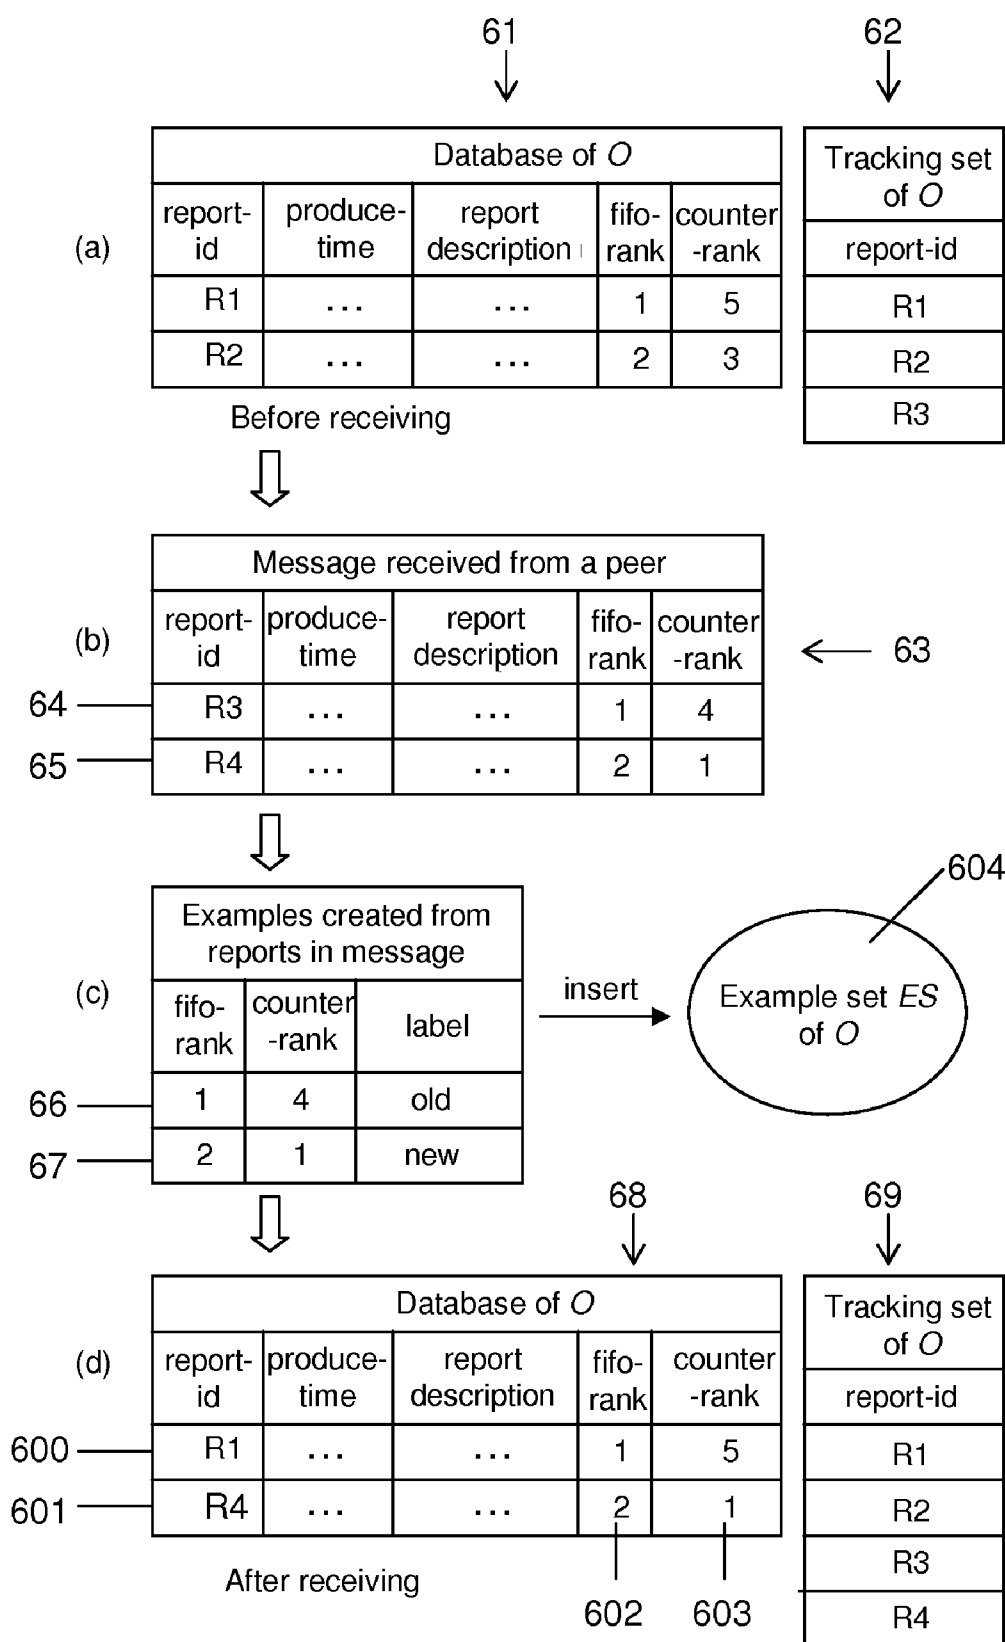 61
62
Database of O
Tracking set
of O
(a)
report-
id
produce-
time
report
description
fifo-
rank
counter
-rank
report-id
R1 ... ... 1 5
R1
R2 ... ... 2 3
R2
R3
Before receiving
Message received from a peer
(b)
report-
id
produce-
time
report
description
fifo-
rank
counter
-rank
63
64
R3 ... ... 1 4
65
R4 ... ... 2 1
604
Examples created from
reports in message
(c)
fifo-
rank
counter
-rank
label
insert
Example set ES
of O
66
1 4 old
67
2 1 new
68
69
Database of O
Tracking set
of O
(d)
report-
id
produce-
time
report
description
fifo-
rank
counter
-rank
report-id
600
R1 ... ... 1 5
R1
601
R4 ... ... 2 1
R2
R3
R4
After receiving
602
603